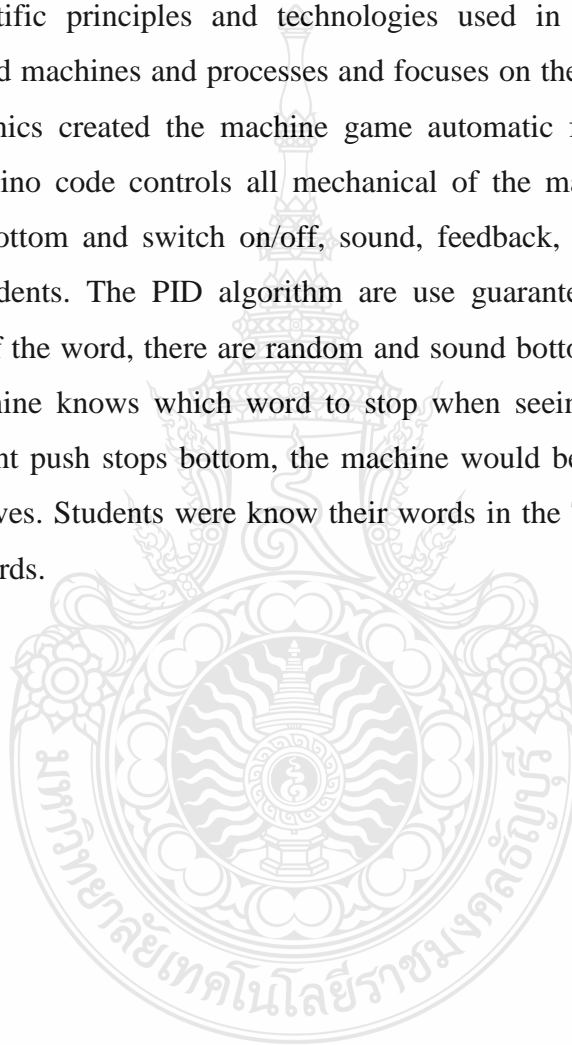 tific principles and technologies used in
d machines and processes and focuses on the
nics created the machine game automatic
ino code controls all mechanical of the ma
ottom and switch on/off, sound, feedback,
dents. The PID algorithm are use guarante
f the word, there are random and sound botto
nine knows which word to stop when seein
nt push stops bottom, the machine would be
ves. Students were know their words in the
rds.
มหาวิทยาลัยเทคโนโลยีราชมงคลธัญบุรี